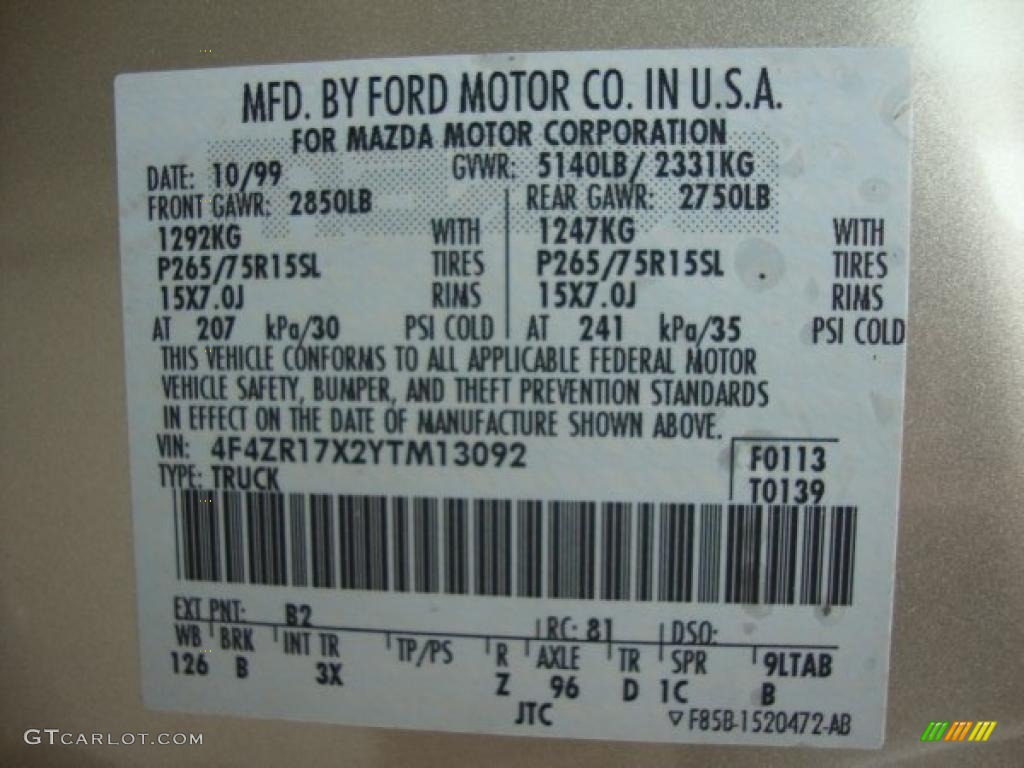 MFD. BY FORD MOTOR CO. IN U.S.A.
FOR MAZDA MOTOR CORPORATION
DATE: 10/99 GVWR: 5140LB/ 2331KG
FRONT GAWR: 2850LB REAR GAWR: 2750LB
1292KG WITH 1247KG WITH
P265/75R15SL TIRES P265/75R15SL TIRES
15X7.0J RIMS 15X7.0J RIMS
AT 207 kPa/30 PSI COLD AT 241 kPa/35 PSI COLD
THIS VEHICLE CONFORMS TO ALL APPLICABLE FEDERAL MOTOR
VEHICLE SAFETY, BUMPER, AND THEFT PREVENTION STANDARDS
IN EFFECT ON THE DATE OF MANUFACTURE SHOWN ABOVE.
VIN: 4F4ZR17X2YTM13092 F0113
TYPE: TRUCK T0139
EXT PNT: B2 RC: 81 DSO:
WB BRK INT TR TP/PS R AXLE TR SPR 9LTAB
126 B 3X Z 96 D 1C B
JTC ▽ F85B-1520472-AB
GTCARLOT.COM